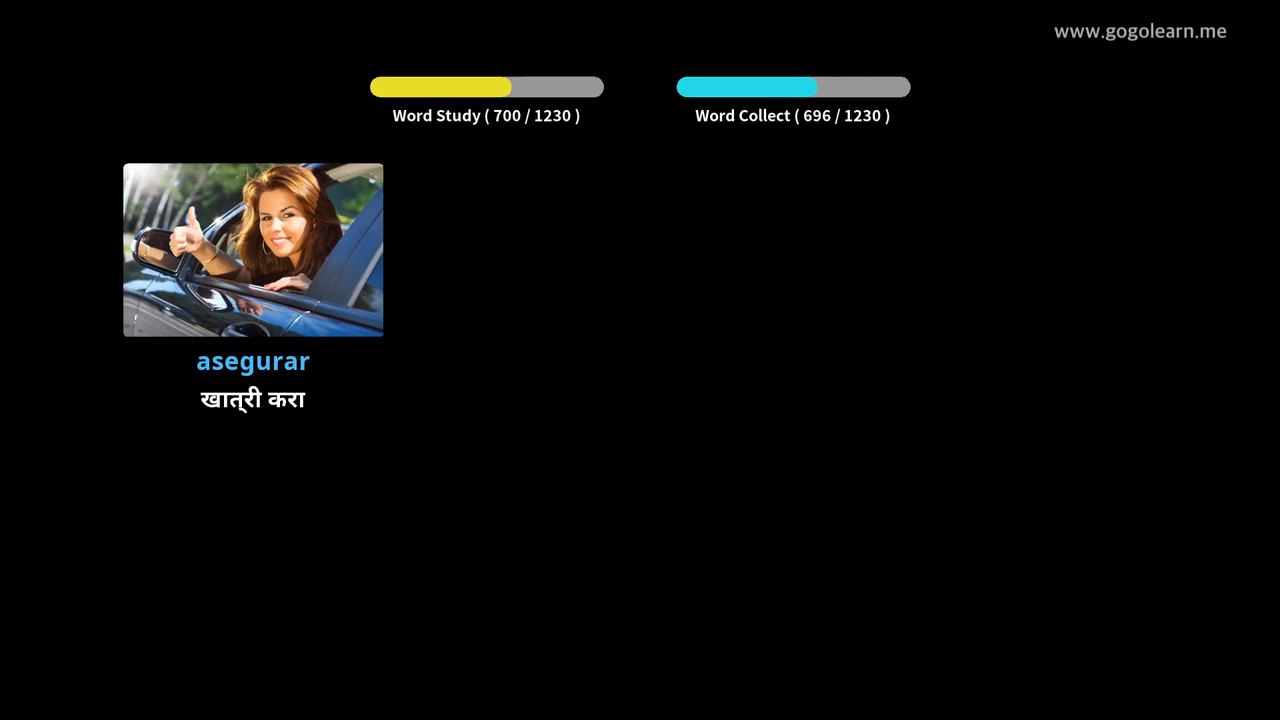 www.gogolearn.me
Word Study ( 700 / 1230 )
Word Collect ( 696 / 1230 )
asegurar
खात्री करा